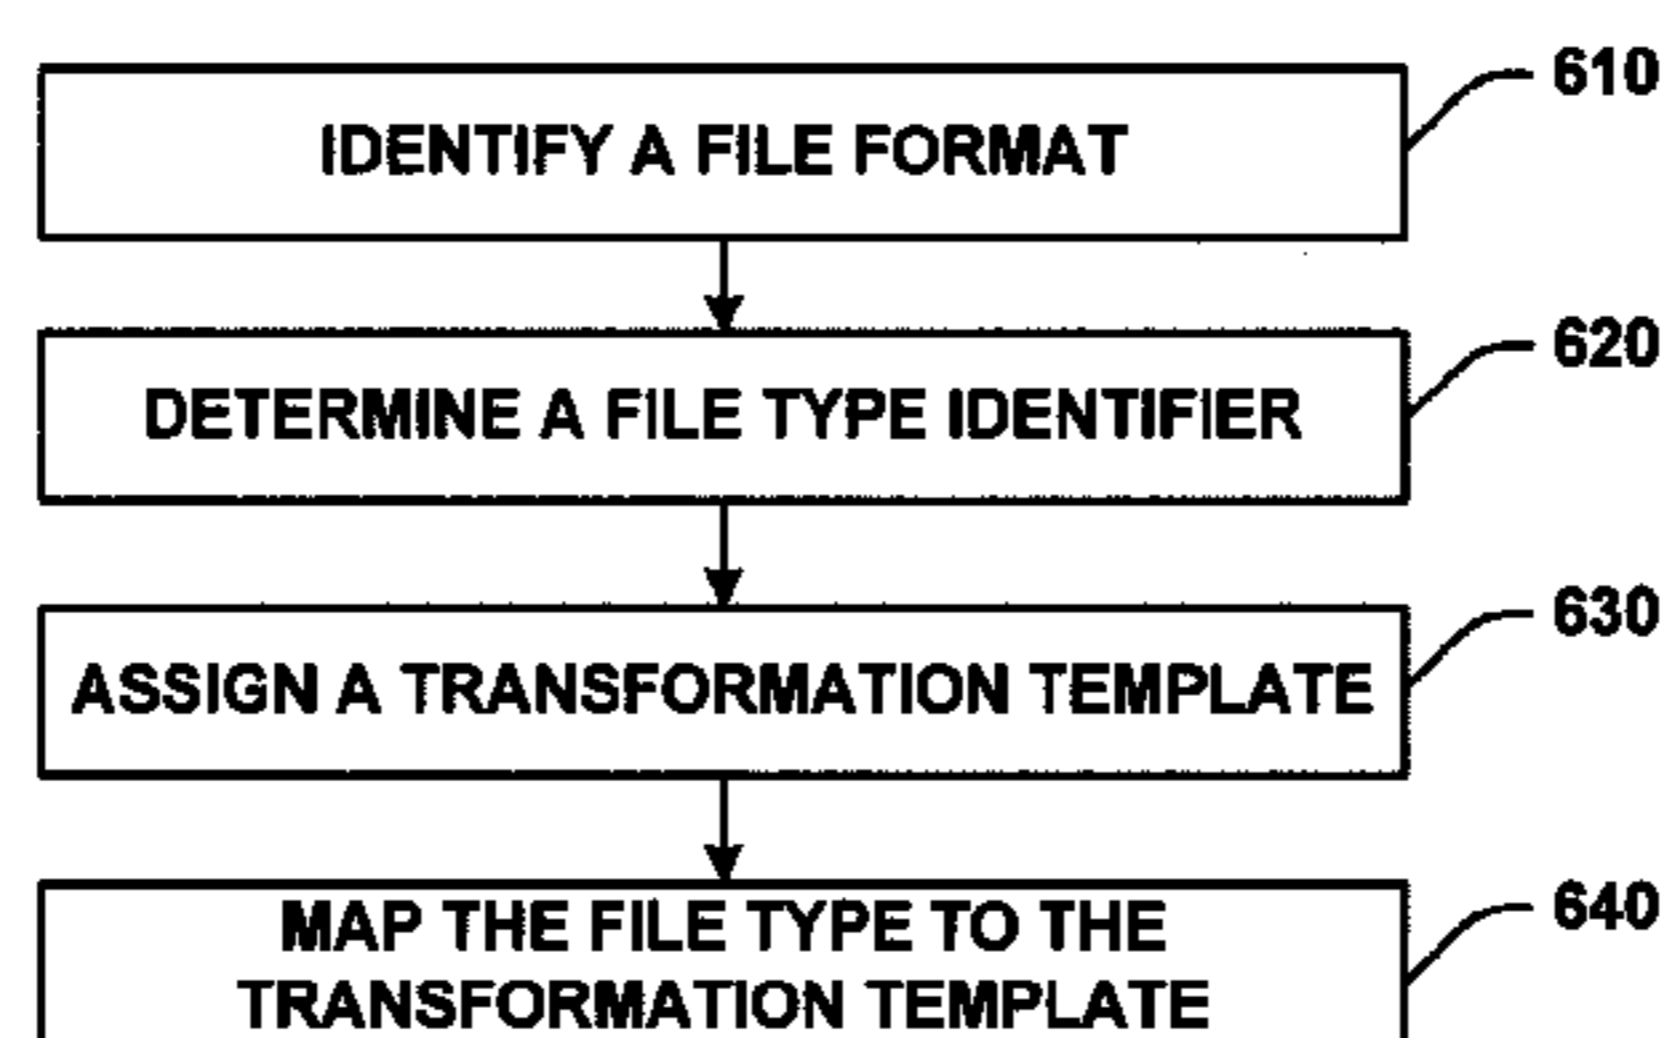 IDENTIFY A FILE FORMAT
610
DETERMINE A FILE TYPE IDENTIFIER
620
ASSIGN A TRANSFORMATION TEMPLATE
630
MAP THE FILE TYPE TO THE
TRANSFORMATION TEMPLATE
640